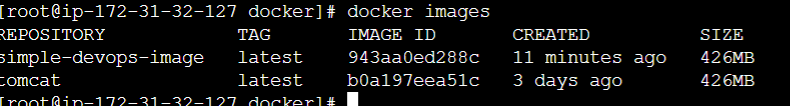 [root@ip-172-31-32-127 docker]# docker images
REPOSITORY TAG IMAGE ID CREATED SIZE
simple-devops-image latest 943aa0ed288c 11 minutes ago 426MB
tomcat latest b0a197eea51c 3 days ago 426MB
[root@ip-172-31-32-127 docker]#